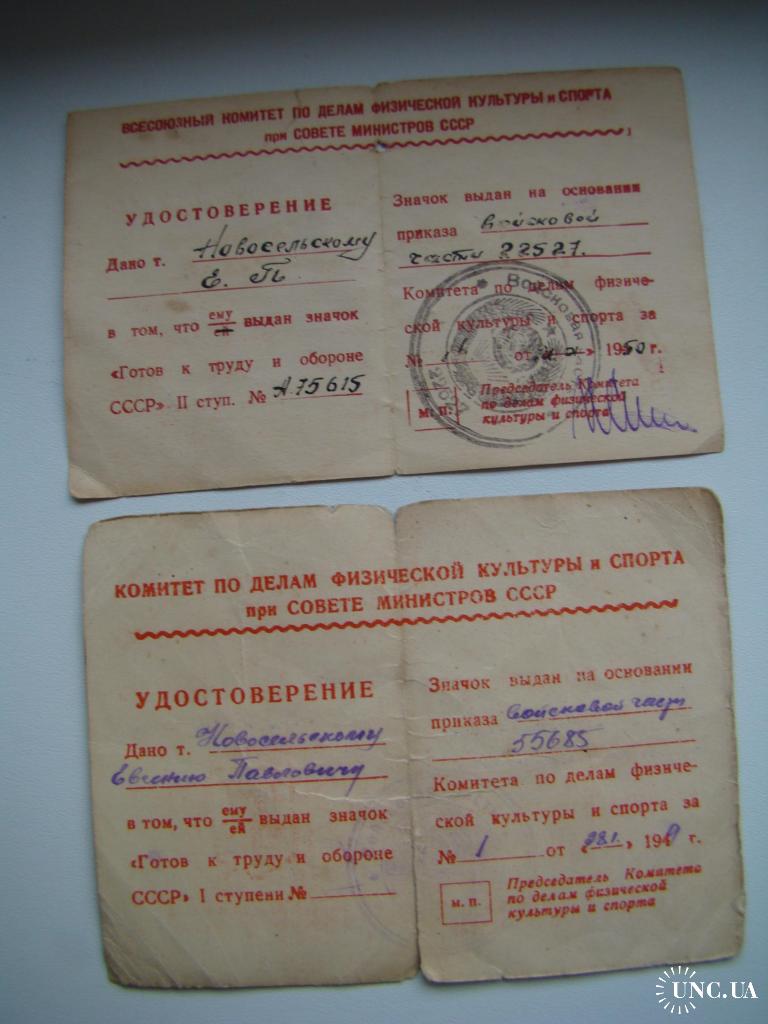 ВСЕСОЮЗНЫЙ КОМИТЕТ ПО ДЕЛАМ ФИЗИЧЕСКОЙ КУЛЬТУРЫ и СПОРТА
при СОВЕТЕ МИНИСТРОВ СССР
УДОСТОВЕРЕНИЕ
Дано т. Новосельскому
Е. П.
в том, что ему/ей выдан значок
«Готов к труду и обороне
СССР» II ступ. № А75615
Значок выдан на основании
приказа Войсковой
части 22527.
Комитета по делам физиче-
ской культуры и спорта за
№ от » 1950 г.
м. п.
Председатель Комитета
по делам физической
культуры и спорта
Войсковая
КОМИТЕТ ПО ДЕЛАМ ФИЗИЧЕСКОЙ КУЛЬТУРЫ и СПОРТА
при СОВЕТЕ МИНИСТРОВ СССР
УДОСТОВЕРЕНИЕ
Дано т. Новосельскому
Евгению Павловичу
в том, что ему/ей выдан значок
«Готов к труду и обороне
СССР» I ступени №
Значок выдан на основании
приказа войсковой части
55685
Комитета по делам физиче-
ской культуры и спорта за
№ 1 от « 28.1. » 194 г.
м. п.
Председатель Комитета
по делам физической
культуры и спорта
UNC.UA